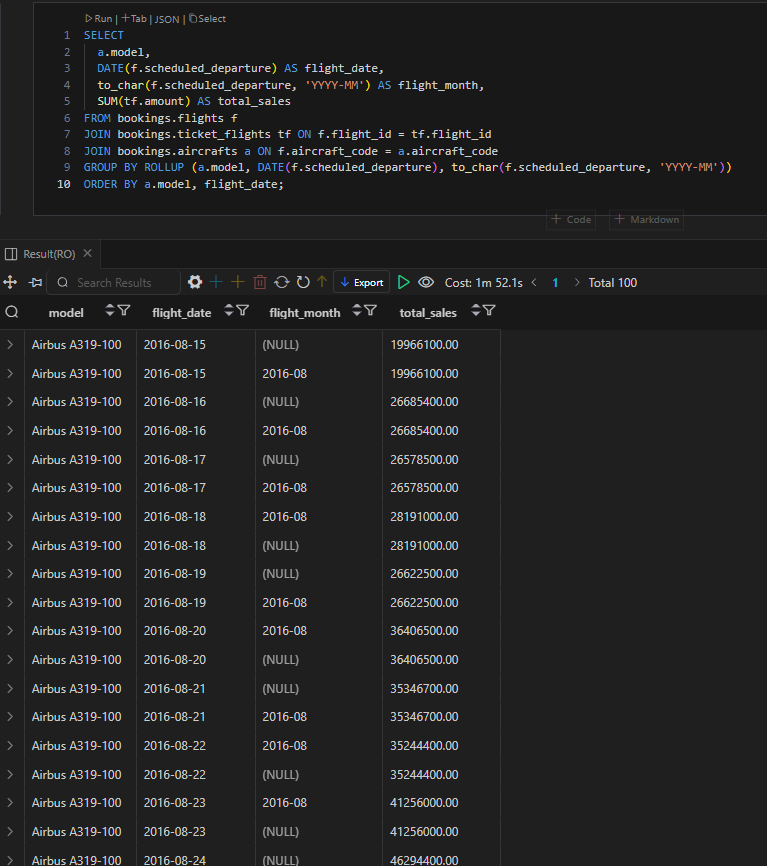 Run | + Tab | JSON | Select
1 SELECT
2 a.model,
3 DATE(f.scheduled_departure) AS flight_date,
4 to_char(f.scheduled_departure, 'YYYY-MM') AS flight_month,
5 SUM(tf.amount) AS total_sales
6 FROM bookings.flights f
7 JOIN bookings.ticket_flights tf ON f.flight_id = tf.flight_id
8 JOIN bookings.aircrafts a ON f.aircraft_code = a.aircraft_code
9 GROUP BY ROLLUP (a.model, DATE(f.scheduled_departure), to_char(f.scheduled_departure, 'YYYY-MM'))
10 ORDER BY a.model, flight_date;
+ Code + Markdown
Result(RO)
Search Results Export Cost: 1m 52.1s < 1 > Total 100
model flight_date flight_month total_sales
Airbus A319-100 2016-08-15 (NULL) 19966100.00
Airbus A319-100 2016-08-15 2016-08 19966100.00
Airbus A319-100 2016-08-16 (NULL) 26685400.00
Airbus A319-100 2016-08-16 2016-08 26685400.00
Airbus A319-100 2016-08-17 (NULL) 26578500.00
Airbus A319-100 2016-08-17 2016-08 26578500.00
Airbus A319-100 2016-08-18 2016-08 28191000.00
Airbus A319-100 2016-08-18 (NULL) 28191000.00
Airbus A319-100 2016-08-19 (NULL) 26622500.00
Airbus A319-100 2016-08-19 2016-08 26622500.00
Airbus A319-100 2016-08-20 2016-08 36406500.00
Airbus A319-100 2016-08-20 (NULL) 36406500.00
Airbus A319-100 2016-08-21 (NULL) 35346700.00
Airbus A319-100 2016-08-21 2016-08 35346700.00
Airbus A319-100 2016-08-22 2016-08 35244400.00
Airbus A319-100 2016-08-22 (NULL) 35244400.00
Airbus A319-100 2016-08-23 2016-08 41256000.00
Airbus A319-100 2016-08-23 (NULL) 41256000.00
Airbus A319-100 2016-08-24 (NULL) 46294400.00